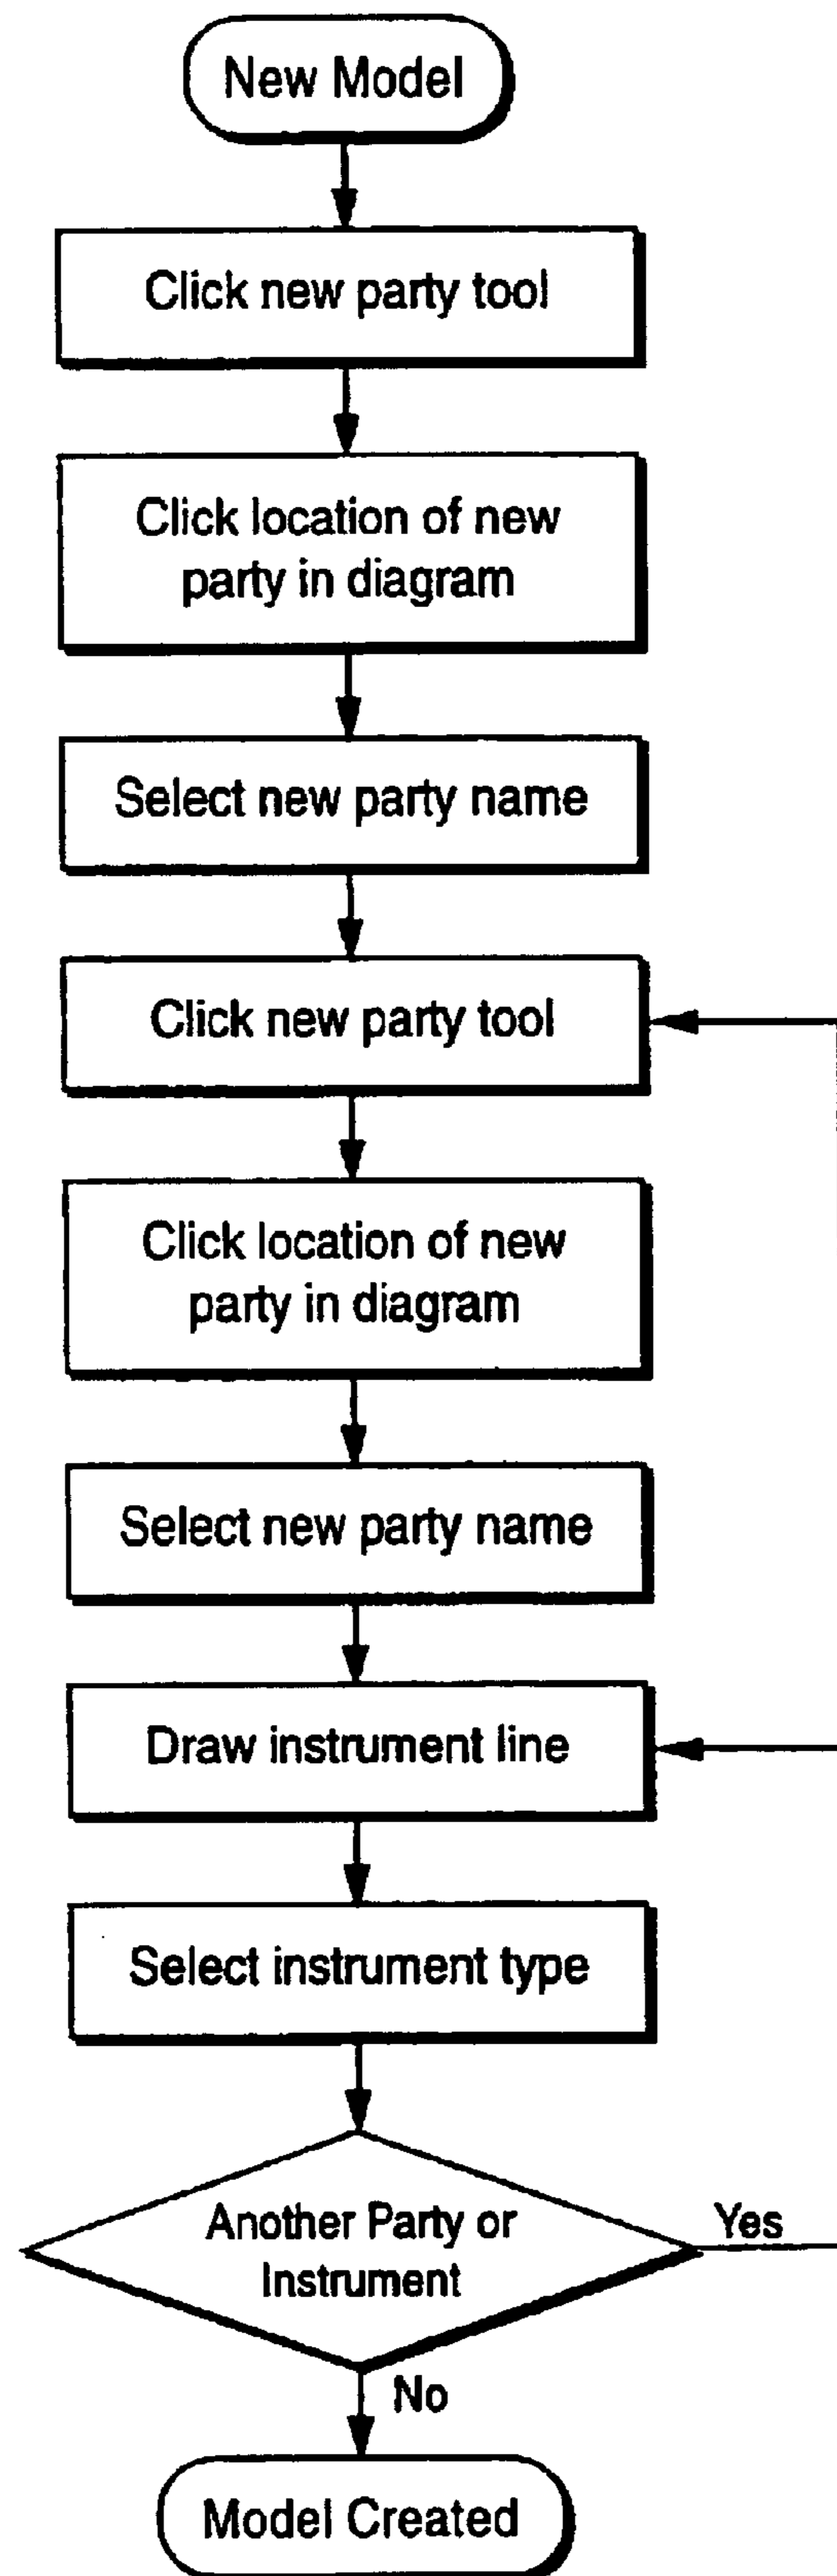 New Model
Click new party tool
Click location of new
party in diagram
Select new party name
Click new party tool
Click location of new
party in diagram
Select new party name
Draw instrument line
Select instrument type
Another Party or
Instrument
Yes
No
Model Created